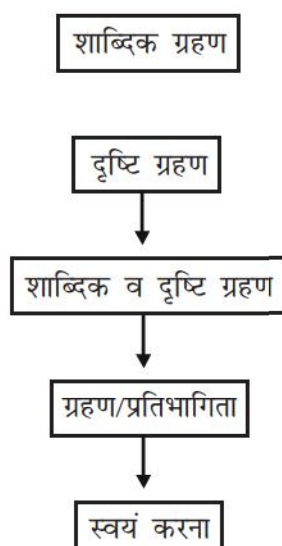 शाब्दिक ग्रहण
दृष्टि ग्रहण
शाब्दिक व दृष्टि ग्रहण
ग्रहण/प्रतिभागिता
स्वयं करना